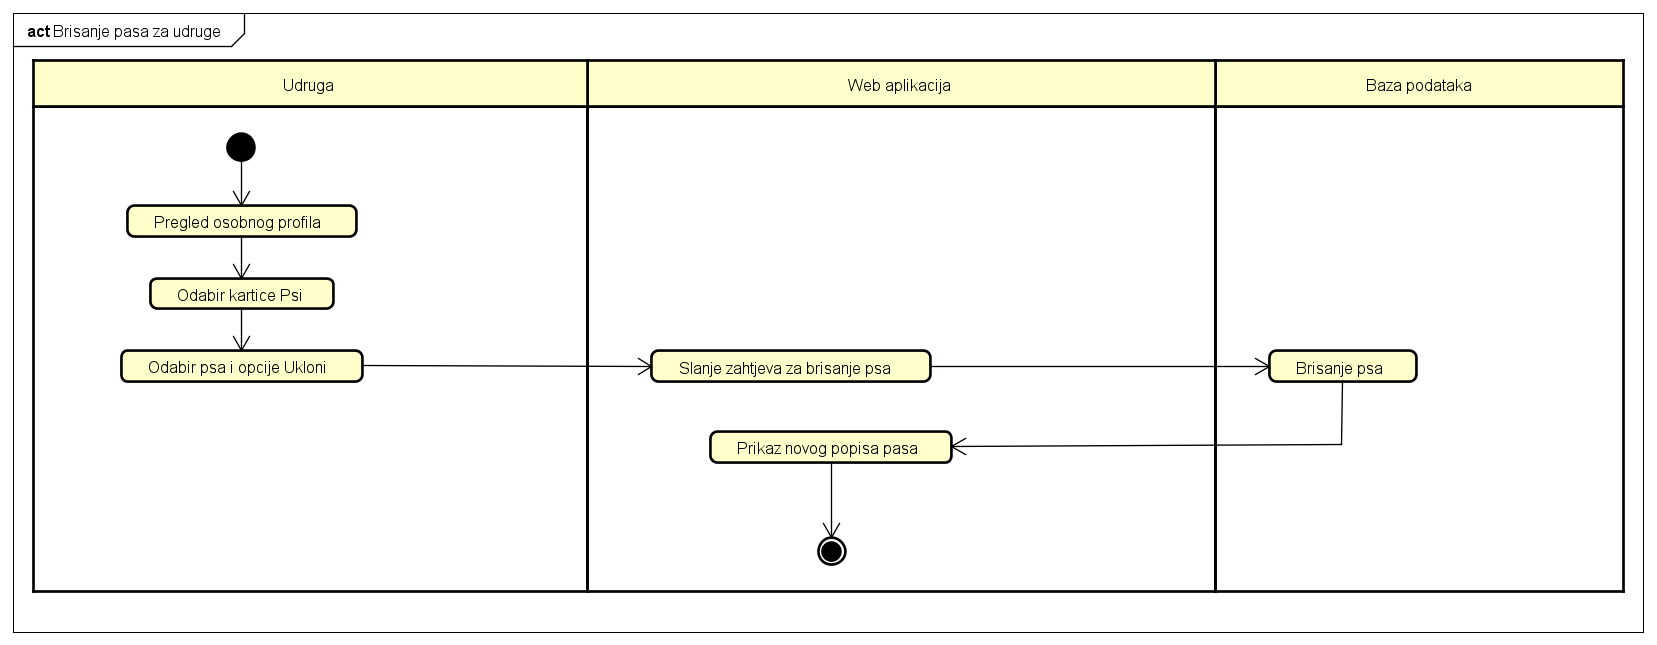 act Brisanje pasa za udruge
Udruga
Web aplikacija
Baza podataka
Pregled osobnog profila
Odabir kartice Psi
Odabir psa i opcije Ukloni
Slanje zahtjeva za brisanje psa
Brisanje psa
Prikaz novog popisa pasa